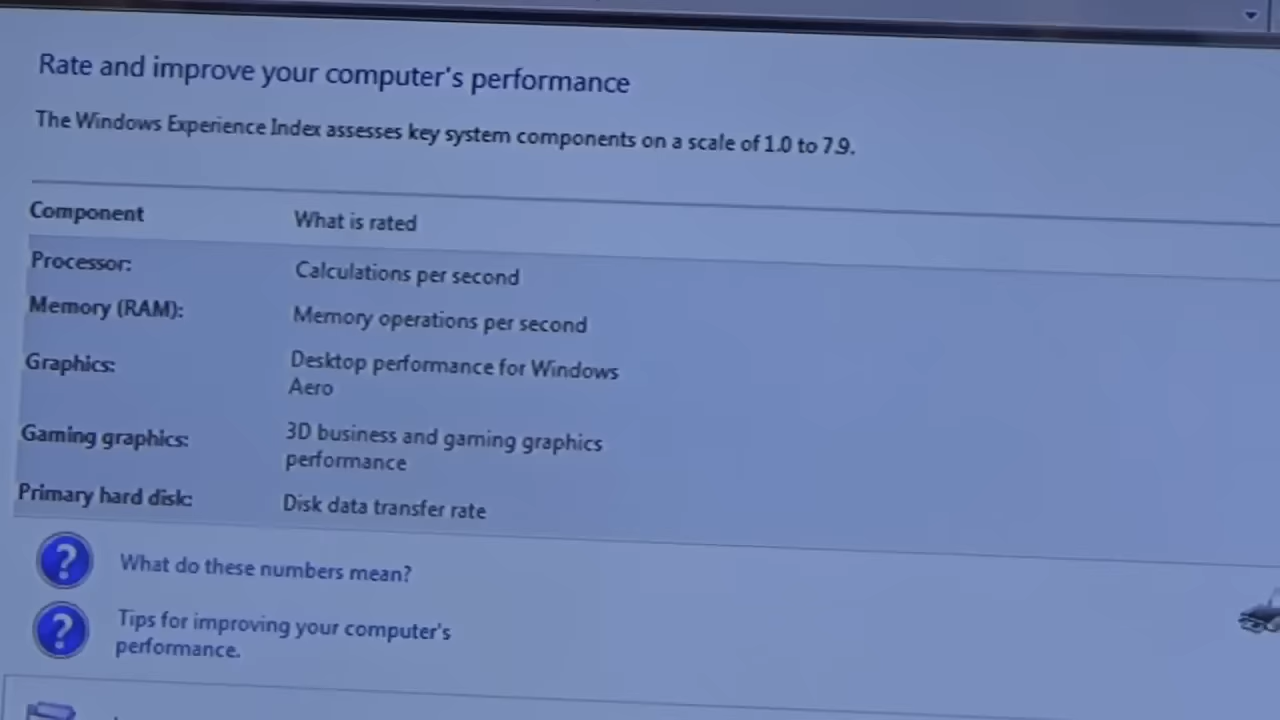 Rate and improve your computer's performance
The Windows Experience Index assesses key system components on a scale of 1.0 to 7.9.
Component What is rated
Processor: Calculations per second
Memory (RAM): Memory operations per second
Graphics: Desktop performance for Windows
Aero
Gaming graphics: 3D business and gaming graphics
performance
Primary hard disk: Disk data transfer rate
What do these numbers mean?
Tips for improving your computer's
performance.